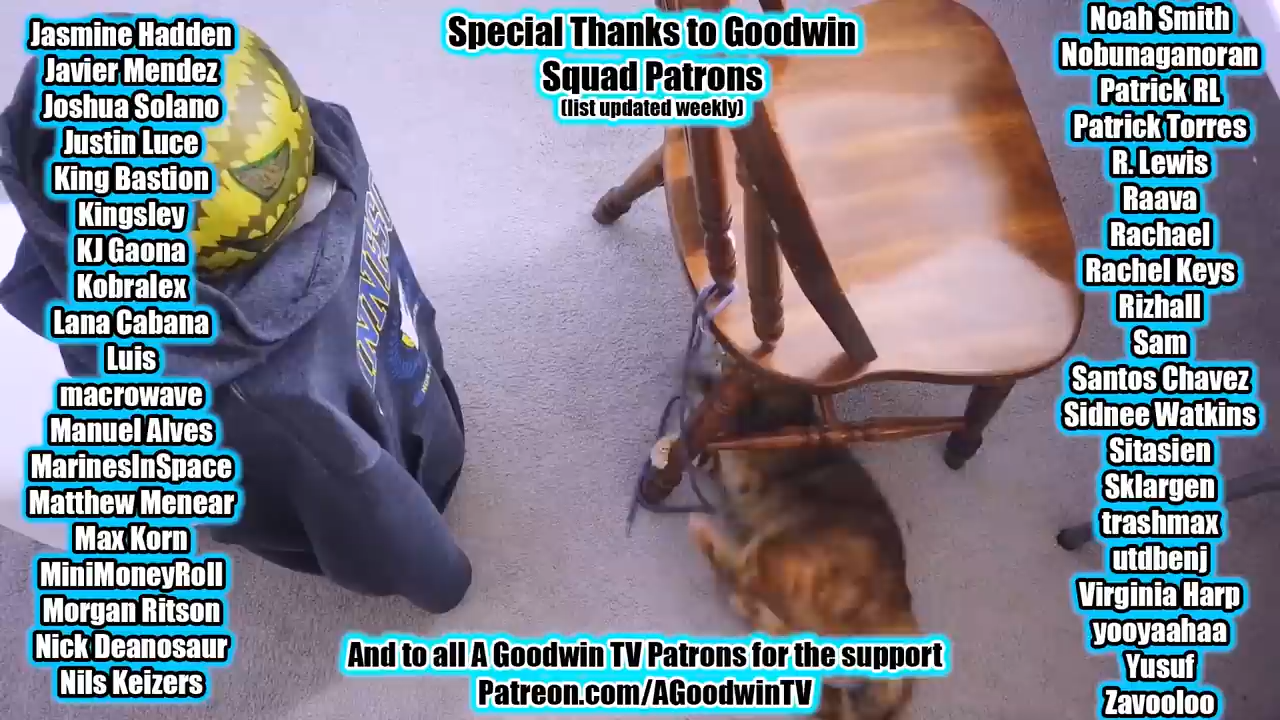 Special Thanks to Goodwin
Squad Patrons
(list updated weekly)
Jasmine Hadden
Javier Mendez
Joshua Solano
Justin Luce
King Bastion
Kingsley
KJ Gaona
Kobralex
Lana Cabana
Luis
macrowave
Manuel Alves
MarinesInSpace
Matthew Menear
Max Korn
MiniMoneyRoll
Morgan Ritson
Nick Deanosaur
Nils Keizers
Noah Smith
Nobunaganoran
Patrick RL
Patrick Torres
R. Lewis
Raava
Rachael
Rachel Keys
Rizhall
Sam
Santos Chavez
Sidnee Watkins
Sitasien
Sklargen
trashmax
utdbenj
Virginia Harp
yooyaahaa
Yusuf
Zavooloo
And to all A Goodwin TV Patrons for the support
Patreon.com/AGoodwinTV